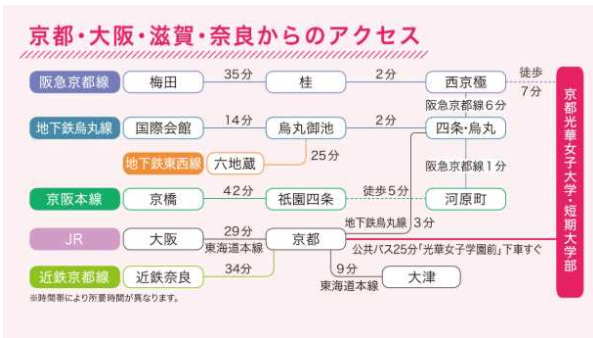 京都・大阪・滋賀・奈良からのアクセス
阪急京都線 梅田 35分 桂 2分 西京極 徒歩
7分
阪急京都線6分
地下鉄烏丸線 国際会館 14分 烏丸御池 2分 四条・烏丸
地下鉄東西線 六地蔵 25分
阪急京都線1分
京阪本線 京橋 42分 祇園四条 徒歩5分 河原町
地下鉄烏丸線 3分
JR 大阪 29分 京都
東海道本線
公共バス25分「光華女子学園前」下車すぐ
近鉄京都線 近鉄奈良 34分
9分 大津
東海道本線
京都光華女子大学・短期大学部
※時間帯により所要時間が異なります。